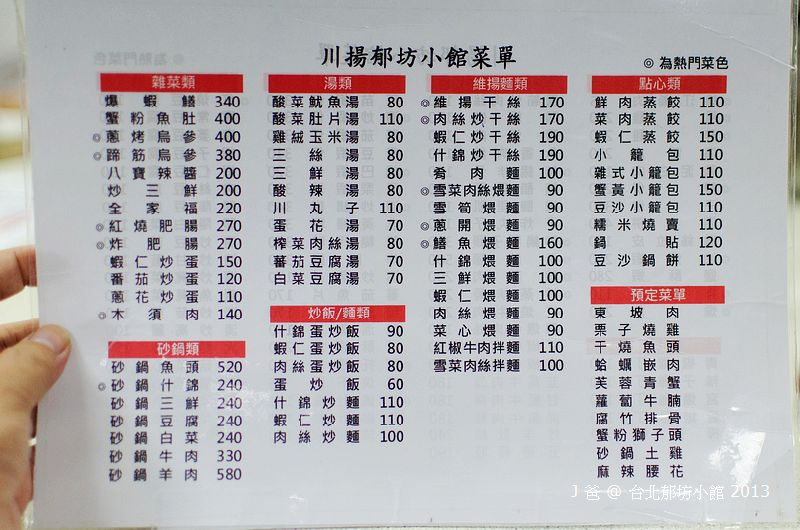 川揚郁坊小館菜單
◎ 為熱門菜色
雜菜類
爆蝦鱔 340
蟹粉魚肚 400
◎ 蔥烤烏參 400
◎ 蹄筋烏參 380
八寶辣醬 200
炒三鮮 200
全家福 220
◎ 紅燒肥腸 270
◎ 炸肥腸 270
蝦仁炒蛋 150
番茄炒蛋 120
蔥花炒蛋 110
◎ 木須肉 140
砂鍋類
砂鍋魚頭 520
◎ 砂鍋什錦 240
砂鍋三鮮 240
砂鍋豆腐 240
砂鍋白菜 240
砂鍋牛肉 330
砂鍋羊肉 580
湯類
酸菜魷魚湯 80
酸菜肚片湯 110
雞絨玉米湯 80
三絲湯 80
三鮮湯 80
酸辣湯 80
川丸子 110
蛋花湯 70
榨菜肉絲湯 80
蕃茄豆腐湯 70
白菜豆腐湯 70
炒飯/麵類
什錦蛋炒飯 90
蝦仁蛋炒飯 80
肉絲蛋炒飯 80
蛋炒飯 60
什錦炒麵 110
蝦仁炒麵 110
肉絲炒麵 100
維揚麵類
◎ 維揚干絲 170
◎ 肉絲炒干絲 170
蝦仁炒干絲 190
什錦炒干絲 190
肴肉麵 100
◎ 雪菜肉絲煨麵 90
雪筍煨麵 90
◎ 蔥開煨麵 90
◎ 鱔魚煨麵 160
什錦煨麵 100
三鮮煨麵 100
蝦仁煨麵 100
肉絲煨麵 90
菜心煨麵 90
紅椒牛肉拌麵 110
雪菜肉絲拌麵 100
點心類
鮮肉蒸餃 110
菜肉蒸餃 110
蝦仁蒸餃 150
小籠包 110
雜式小籠包 110
蟹黃小籠包 150
豆沙小籠包 110
糯米燒賣 110
鍋貼 120
豆沙鍋餅 110
預定菜單
東坡肉
栗子燒雞
干燒魚頭
蛤蠣嵌肉
芙蓉青蟹
蘿蔔牛腩
腐竹排骨
蟹粉獅子頭
砂鍋土雞
麻辣腰花
J 爸 @ 台北郁坊小館 2013